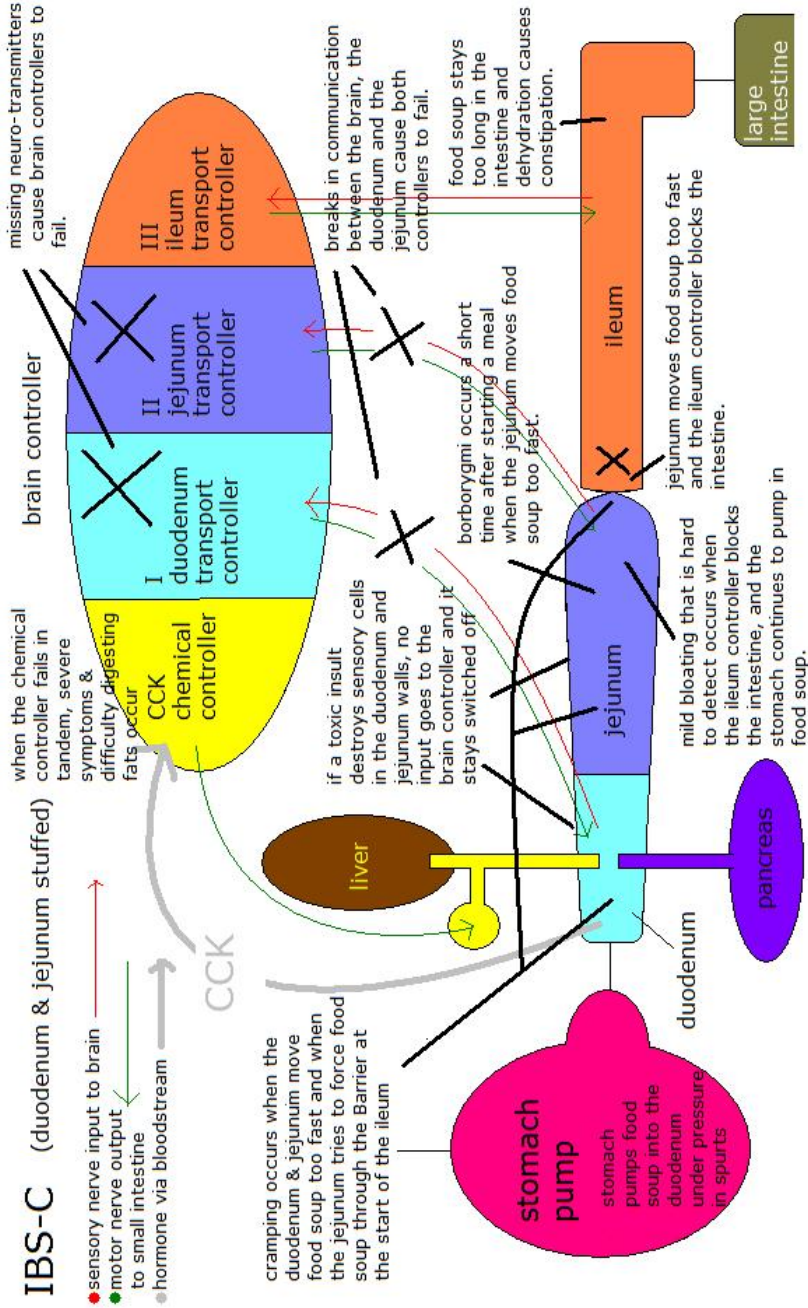 IBS-C (duodenum & jejunum stuffed)
sensory nerve input to brain
motor nerve output
to small intestine
hormone via bloodstream
when the chemical
controller fails in
tandem, severe
symptoms &
difficulty digesting
fats occur
brain controller
missing neuro-transmitters
cause brain controllers to
fail.
CCK
chemical
controller
I
duodenum
transport
controller
II
jejunum
transport
controller
III
ileum
transport
controller
CCK
cramping occurs when the
duodenum & jejunum move
food soup too fast and when
the jejunum tries to force food
soup through the Barrier at
the start of the ileum
liver
if a toxic insult
destroys sensory cells
in the duodenum and
jejunum walls, no
input goes to the
brain controller and it
stays switched off
breaks in communication
between the brain, the
duodenum and the
jejunum cause both
controllers to fail.
borborygmi occurs a short
time after starting a meal
when the jejunum moves food
soup too fast.
food soup stays
too long in the
intestine and
dehydration causes
constipation.
stomach
pump
stomach
pumps food
soup into the
duodenum
under pressure
in spurts
duodenum
jejunum
ileum
pancreas
mild bloating that is hard
to detect occurs when
the ileum controller blocks
the intestine, and the
stomach continues to pump in
food soup.
jejunum moves food soup too fast
and the ileum controller blocks the
intestine.
large
intestine